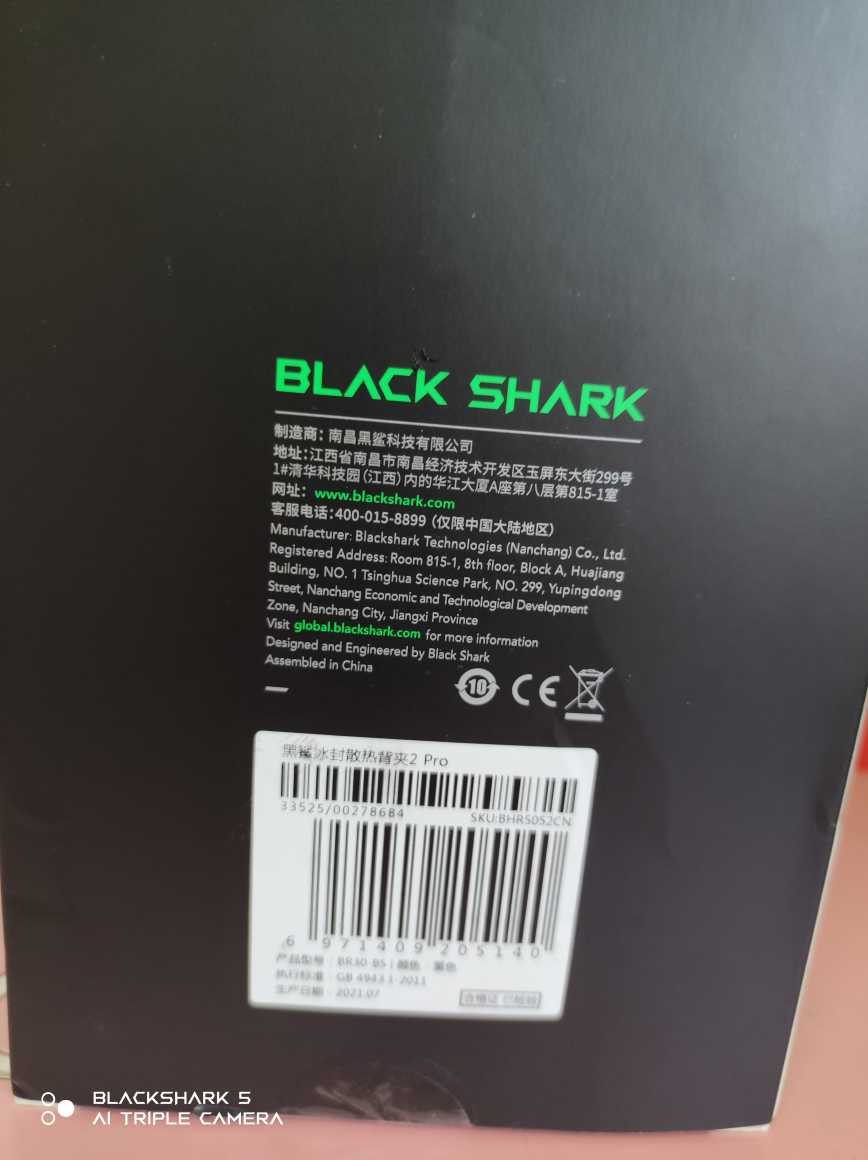 BLACK SHARK
制造商：南昌黑鲨科技有限公司
地址：江西省南昌市南昌经济技术开发区玉屏东大街299号
1#清华科技园（江西）内的华江大厦A座第八层第815-1室
网址：www.blackshark.com
客服电话：400-015-8899（仅限中国大陆地区）
Manufacturer: Blackshark Technologies (Nanchang) Co., Ltd.
Registered Address: Room 815-1, 8th floor, Block A, Huajiang
Building, NO. 1 Tsinghua Science Park, NO. 299, Yupingdong
Street, Nanchang Economic and Technological Development
Zone, Nanchang City, Jiangxi Province
Visit global.blackshark.com for more information
Designed and Engineered by Black Shark
Assembled in China
10
CE
黑鲨冰封散热背夹2 Pro
33525/00278684
SKU:BHR5052CN
6 971409 205140
产品型号：BR30-BS | 颜色：黑色
执行标准：GB 4943.1-2011
生产日期：2021.07
合格证 已检验
BLACKSHARK 5
AI TRIPLE CAMERA